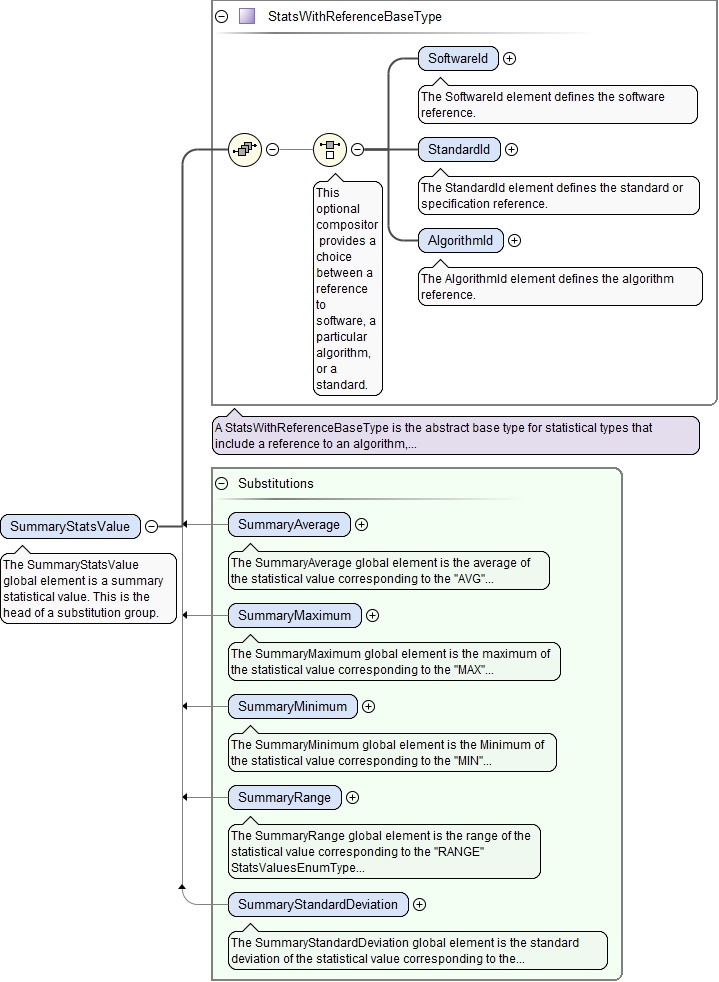 StatsWithReferenceBaseType
SoftwareId
The SoftwareId element defines the software
reference.
StandardId
The StandardId element defines the standard or
specification reference.
AlgorithmId
The AlgorithmId element defines the algorithm
reference.
This
optional
compositor
provides a
choice
between a
reference
to
software, a
particular
algorithm,
or a
standard.
A StatsWithReferenceBaseType is the abstract base type for statistical types that
include a reference to an algorithm,...
SummaryStatsValue
The SummaryStatsValue
global element is a summary
statistical value. This is the
head of a substitution group.
Substitutions
SummaryAverage
The SummaryAverage global element is the average of
the statistical value corresponding to the "AVG"...
SummaryMaximum
The SummaryMaximum global element is the maximum of
the statistical value corresponding to the "MAX"...
SummaryMinimum
The SummaryMinimum global element is the Minimum of
the statistical value corresponding to the "MIN"...
SummaryRange
The SummaryRange global element is the range of the
statistical value corresponding to the "RANGE"
StatsValuesEnumType...
SummaryStandardDeviation
The SummaryStandardDeviation global element is the standard
deviation of the statistical value corresponding to the...